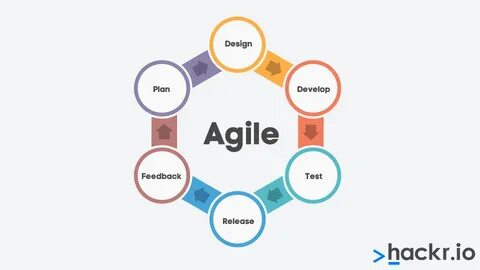 Design
Plan
Develop
Agile
Feedback
Test
Release
hackr.io